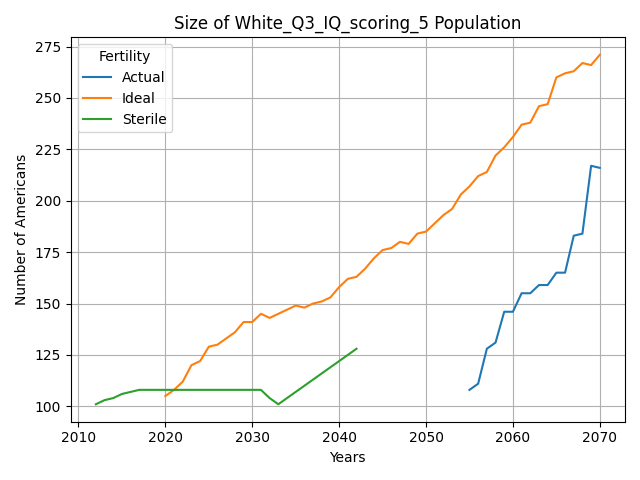 Size of White_Q3_IQ_scoring_5 Population
Number of Americans
275
250
225
200
175
150
125
100
Fertility
Actual
Ideal
Sterile
2010 2020 2030 2040 2050 2060 2070
Years